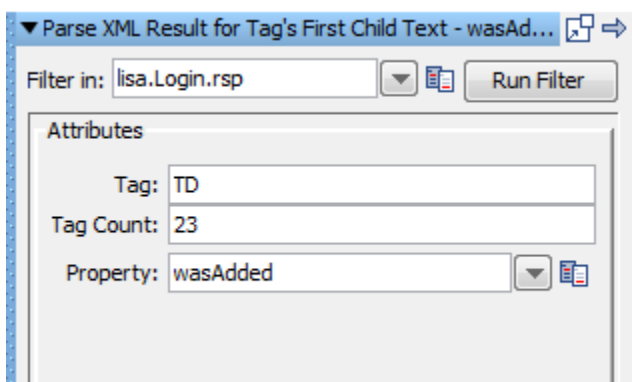 Parse XML Result for Tag's First Child Text - wasAd...
Filter in: lisa.Login.rsp Run Filter
Attributes
Tag: TD
Tag Count: 23
Property: wasAdded